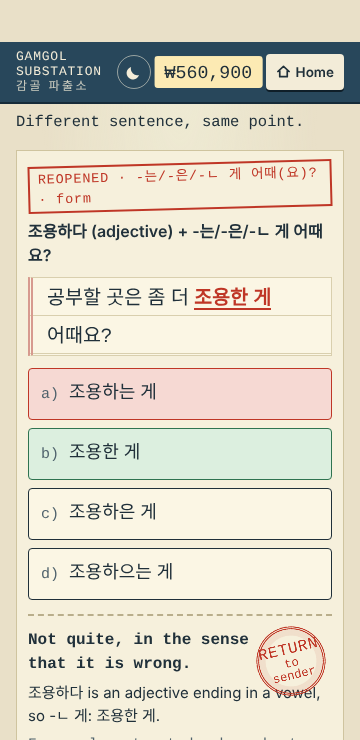 GAMGOL
SUBSTATION
감골 파출소
₩560,900
Home
Different sentence, same point.
REOPENED · -는/-은/-ㄴ 게 어때(요)?
· form
조용하다 (adjective) + -는/-은/-ㄴ 게 어때
요?
공부할 곳은 좀 더 조용한 게
어때요?
a) 조용하는 게
b) 조용한 게
c) 조용하은 게
d) 조용하으는 게
Not quite, in the sense
that it is wrong.
RETURN
to
sender
조용하다 is an adjective ending in a vowel,
so -ㄴ 게: 조용한 게.